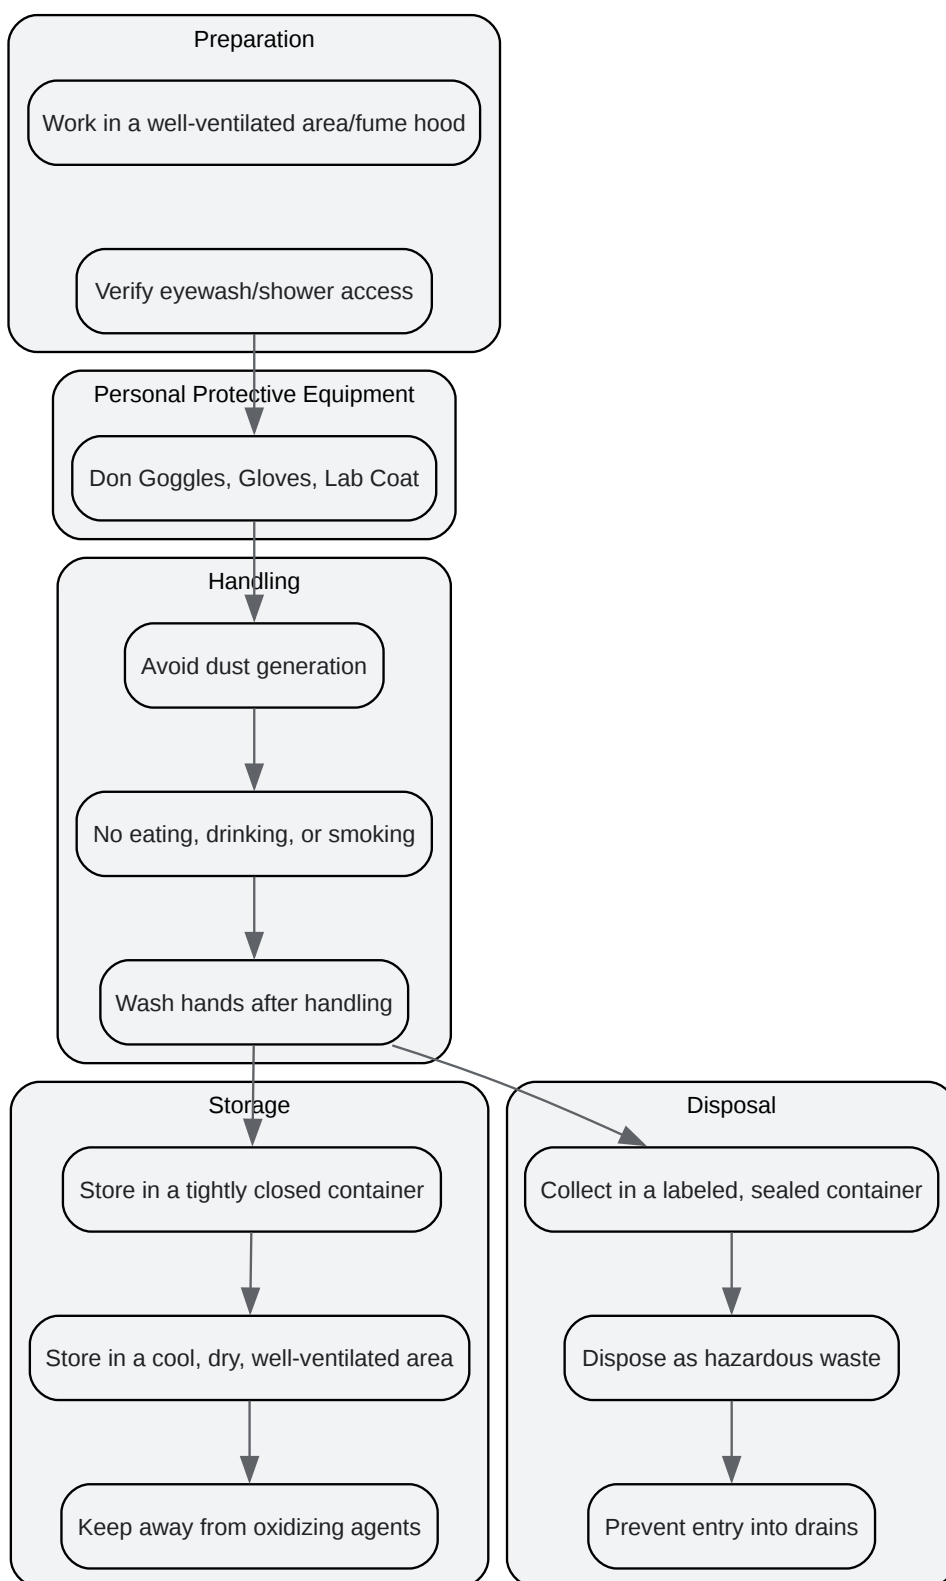 Preparation
Work in a well-ventilated area/fume hood
Verify eyewash/shower access
Personal Protective Equipment
Don Goggles, Gloves, Lab Coat
Handling
Avoid dust generation
No eating, drinking, or smoking
Wash hands after handling
Storage
Store in a tightly closed container
Store in a cool, dry, well-ventilated area
Keep away from oxidizing agents
Disposal
Collect in a labeled, sealed container
Dispose as hazardous waste
Prevent entry into drains